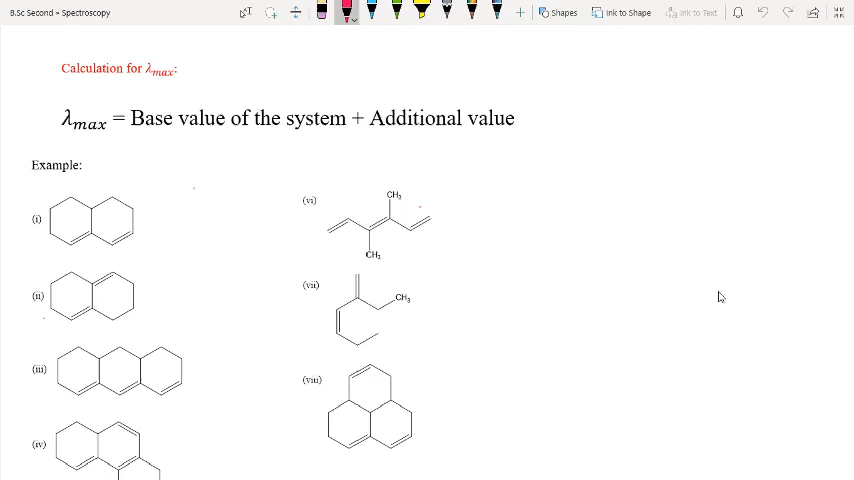 B.Sc Second » Spectroscopy
Shapes
Ink to Shape
Ink to Text
Calculation for λmax:
λmax = Base value of the system + Additional value
Example:
(i)
(ii)
(iii)
(iv)
(vi)
CH3
CH3
(vii)
CH3
(viii)